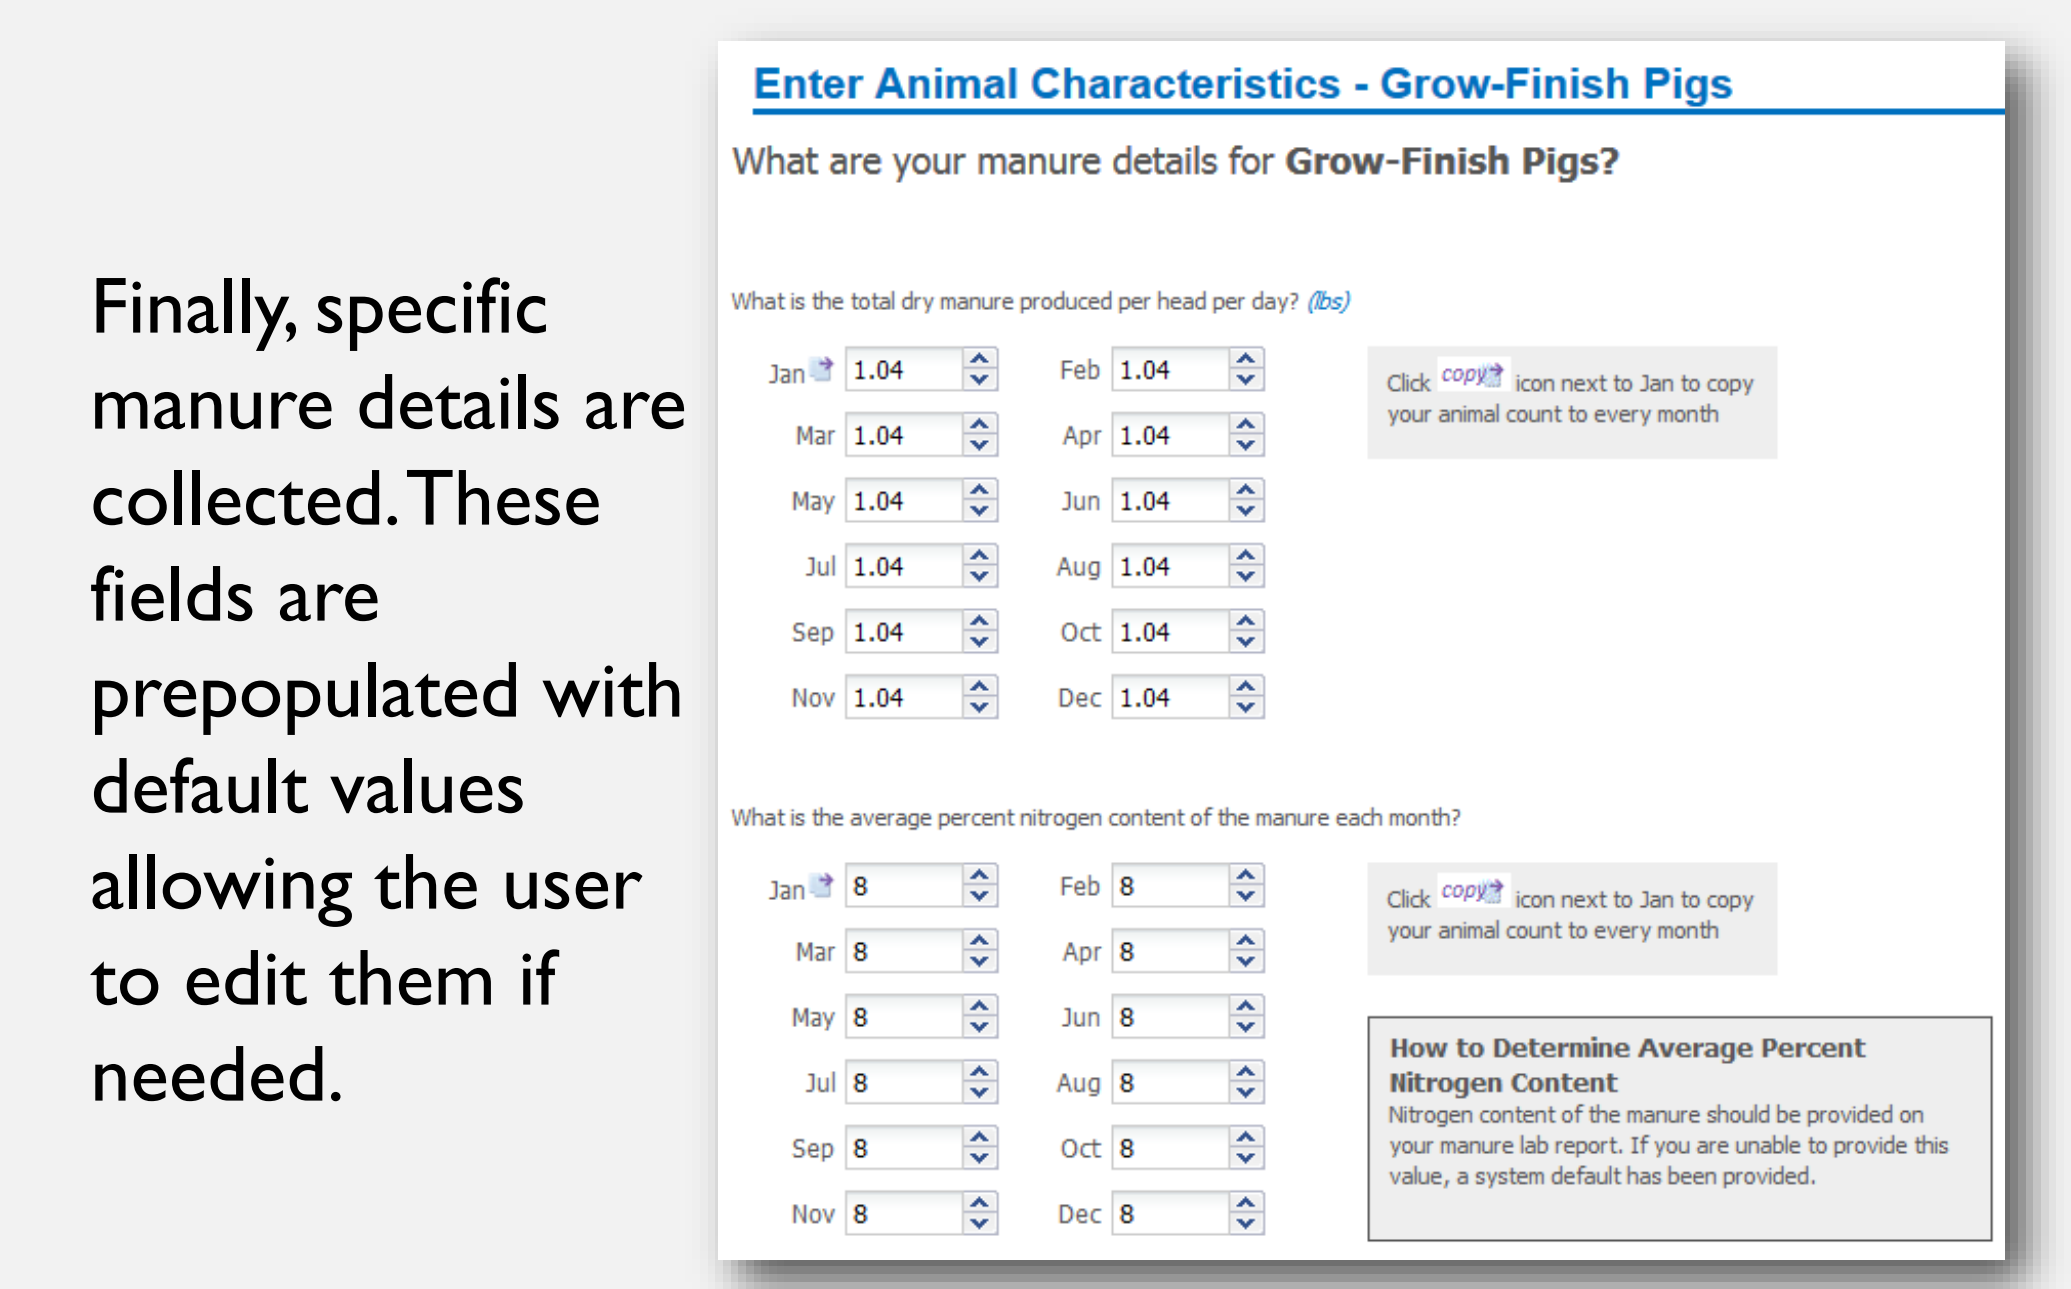 Finally, specific
manure details are
collected. These
fields are
prepopulated with
default values
allowing the user
to edit them if
needed.
Enter Animal Characteristics - Grow-Finish Pigs
What are your manure details for Grow-Finish Pigs?
What is the total dry manure produced per head per day? (lbs)
Jan 1.04 Feb 1.04
Mar 1.04 Apr 1.04
May 1.04 Jun 1.04
Jul 1.04 Aug 1.04
Sep 1.04 Oct 1.04
Nov 1.04 Dec 1.04
Click copy icon next to Jan to copy
your animal count to every month
What is the average percent nitrogen content of the manure each month?
Jan 8 Feb 8
Mar 8 Apr 8
May 8 Jun 8
Jul 8 Aug 8
Sep 8 Oct 8
Nov 8 Dec 8
Click copy icon next to Jan to copy
your animal count to every month
How to Determine Average Percent
Nitrogen Content
Nitrogen content of the manure should be provided on
your manure lab report. If you are unable to provide this
value, a system default has been provided.